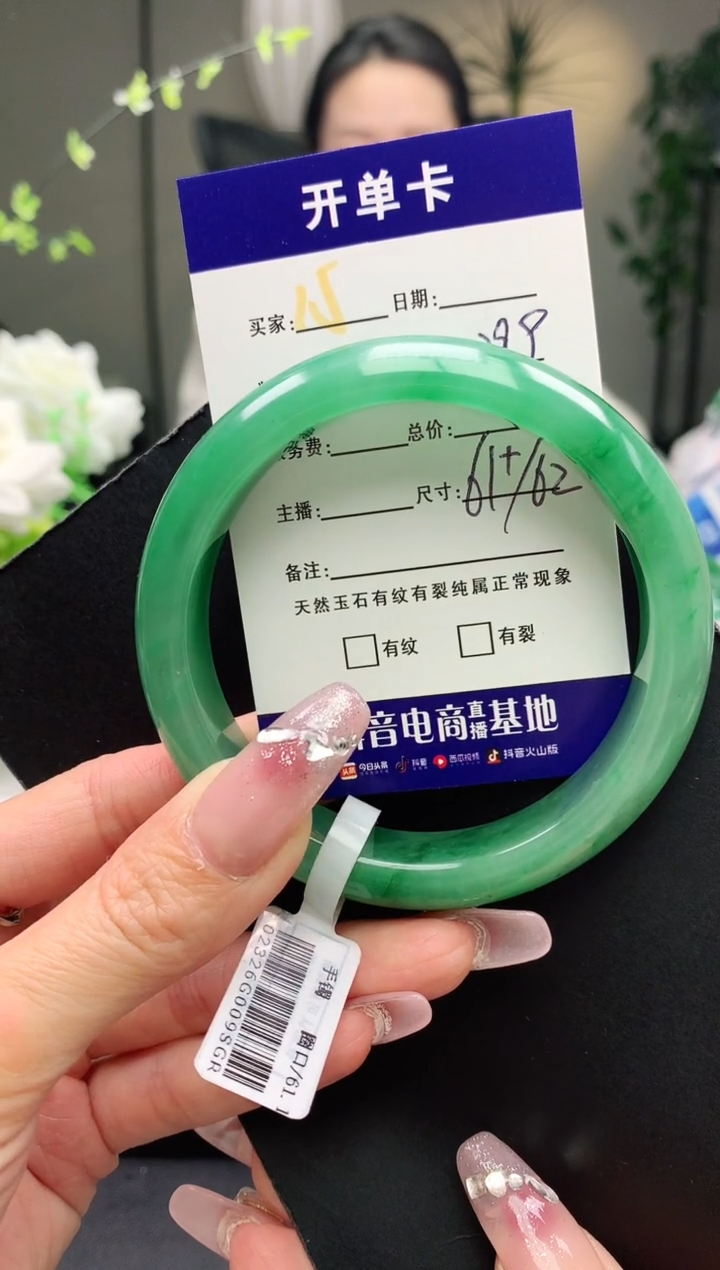 开单卡
买家: 日期:
务费: 总价:
主播: 尺寸: 61+/62
备注:
天然玉石有纹有裂纯属正常现象
有纹 有裂
音电商直播基地
今日头条 抖音 西瓜视频 抖音火山版
手镯
圈口/61.1
02326G009SGR